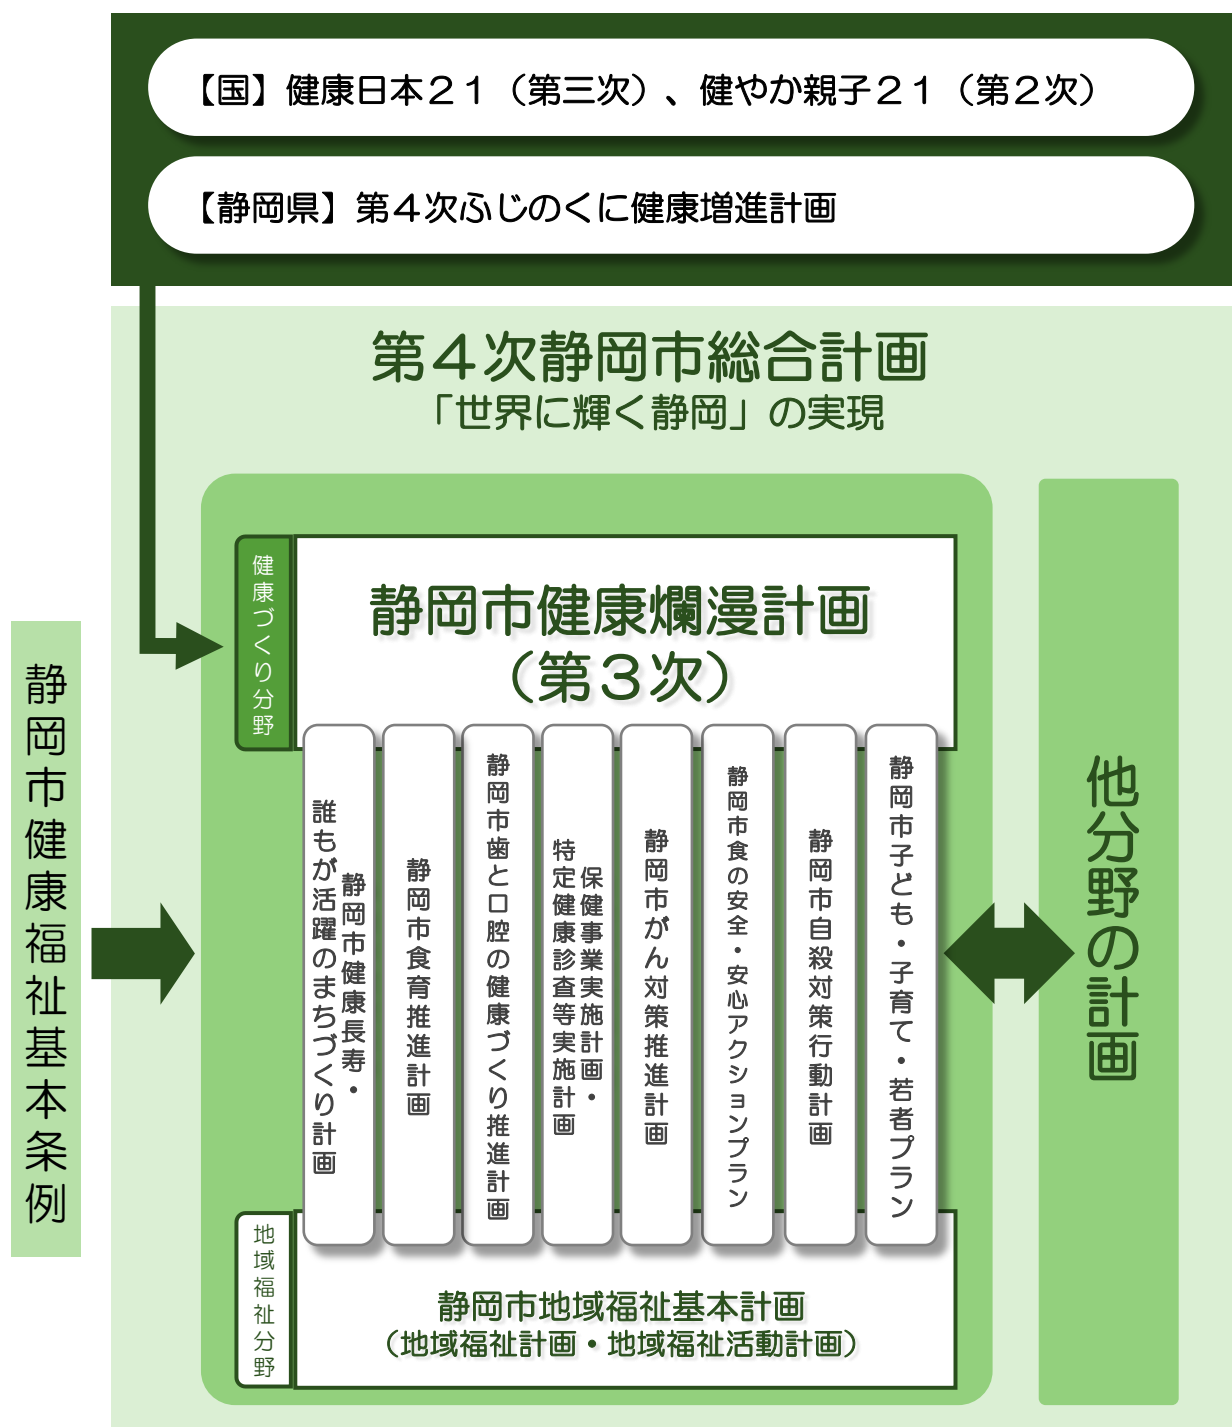 【国】健康日本２１（第三次）、健やか親子２１（第２次）
【静岡県】第４次ふじのくに健康増進計画
第４次静岡市総合計画
「世界に輝く静岡」の実現
静岡市健康福祉基本条例
健康づくり分野
静岡市健康爛漫計画
（第３次）
静岡市健康長寿・
誰もが活躍のまちづくり計画
静岡市食育推進計画
静岡市歯と口腔の健康づくり推進計画
保健事業実施計画・
特定健康診査等実施計画
静岡市がん対策推進計画
静岡市食の安全・安心アクションプラン
静岡市自殺対策行動計画
静岡市子ども・子育て・若者プラン
地域福祉分野
静岡市地域福祉基本計画
（地域福祉計画・地域福祉活動計画）
他分野の計画